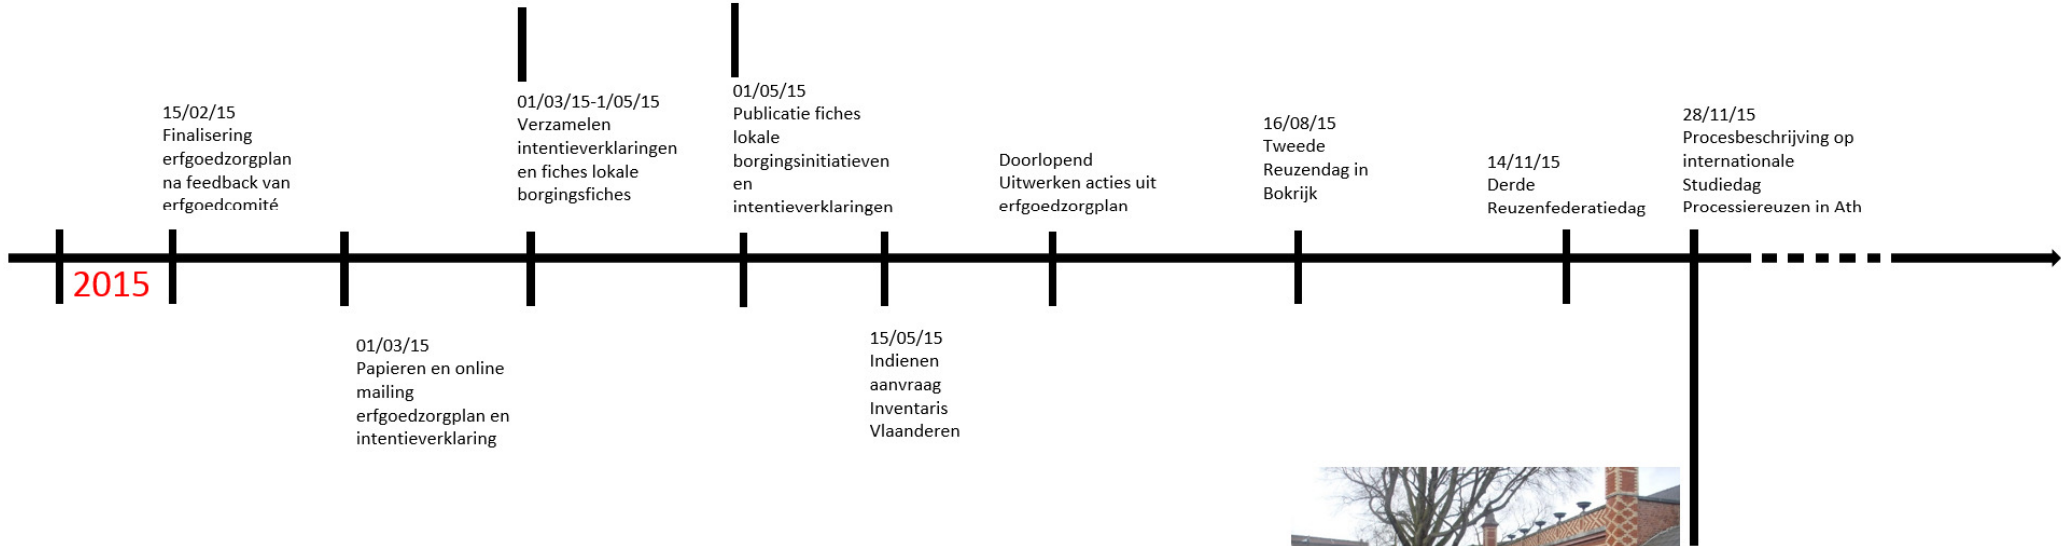 15/02/15
Finalisering
erfgoedzorgplan
na feedback van
erfgoedcomité
01/03/15-1/05/15
Verzamelen
intentieverklaringen
en fiches lokale
borgingsfiches
01/05/15
Publicatie fiches
lokale
borgingsinitiatieven
en
intentieverklaringen
Doorlopend
Uitwerken acties uit
erfgoedzorgplan
16/08/15
Tweede
Reuzendag in
Bokrijk
14/11/15
Derde
Reuzenfederatiedag
28/11/15
Procesbeschrijving op
internationale
Studiedag
Processiereuzen in Ath
2015
01/03/15
Papieren en online
mailing
erfgoedzorgplan en
intentieverklaring
15/05/15
Indienen
aanvraag
Inventaris
Vlaanderen